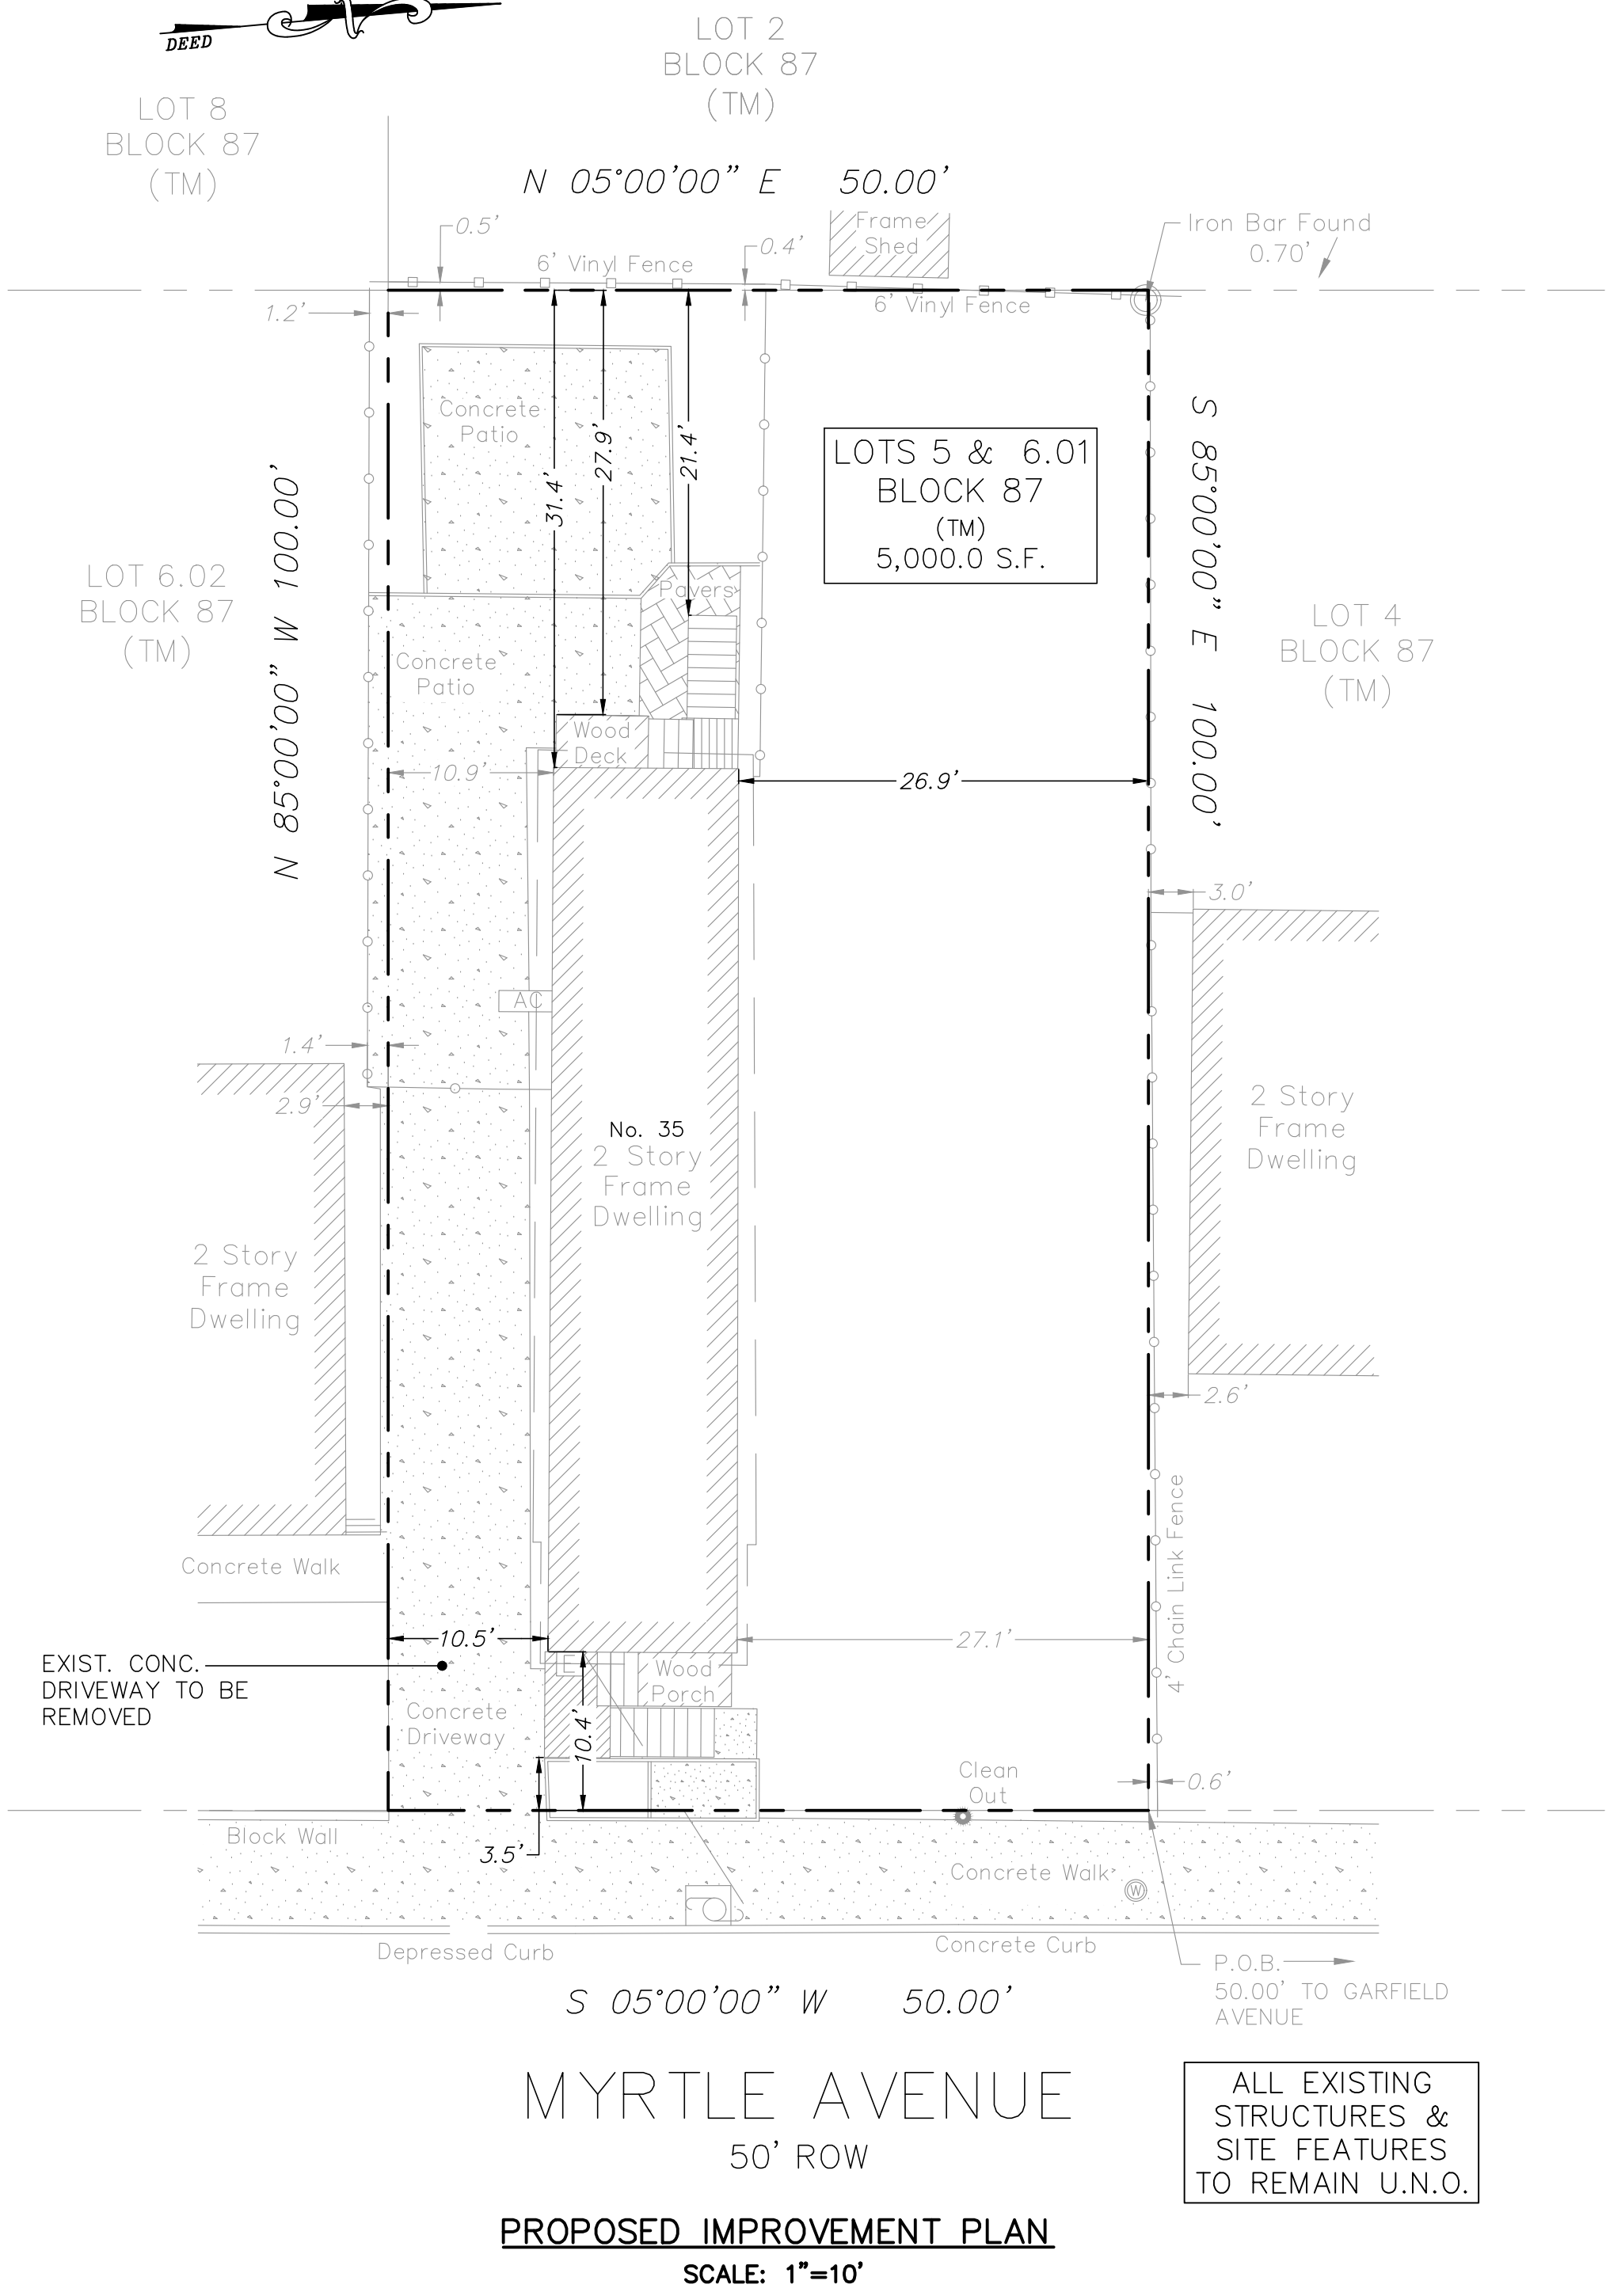 DEED
LOT 2
BLOCK 87
(TM)
LOT 8
BLOCK 87
(TM)
N 05°00'00" E 50.00'
Frame
Shed
Iron Bar Found
0.70'
0.5'
0.4'
6' Vinyl Fence
6' Vinyl Fence
1.2'
Concrete
Patio
31.4'
27.9'
21.4'
LOTS 5 & 6.01
BLOCK 87
(TM)
5,000.0 S.F.
S 85°00'00" E 100.00'
N 85°00'00" W 100.00'
LOT 6.02
BLOCK 87
(TM)
Pavers
LOT 4
BLOCK 87
(TM)
Concrete
Patio
Wood
Deck
10.9'
26.9'
3.0'
AC
1.4'
2.9'
No. 35
2 Story
Frame
Dwelling
2 Story
Frame
Dwelling
2 Story
Frame
Dwelling
2.6'
4' Chain Link Fence
Concrete Walk
10.5'
27.1'
EXIST. CONC.
DRIVEWAY TO BE
REMOVED
E
Wood
Porch
Concrete
Driveway
10.4'
Clean
Out
0.6'
Block Wall
3.5'
Concrete Walk
W
Depressed Curb
Concrete Curb
P.O.B.
50.00' TO GARFIELD
AVENUE
S 05°00'00" W 50.00'
MYRTLE AVENUE
50' ROW
ALL EXISTING
STRUCTURES &
SITE FEATURES
TO REMAIN U.N.O.
PROPOSED IMPROVEMENT PLAN
SCALE: 1"=10'